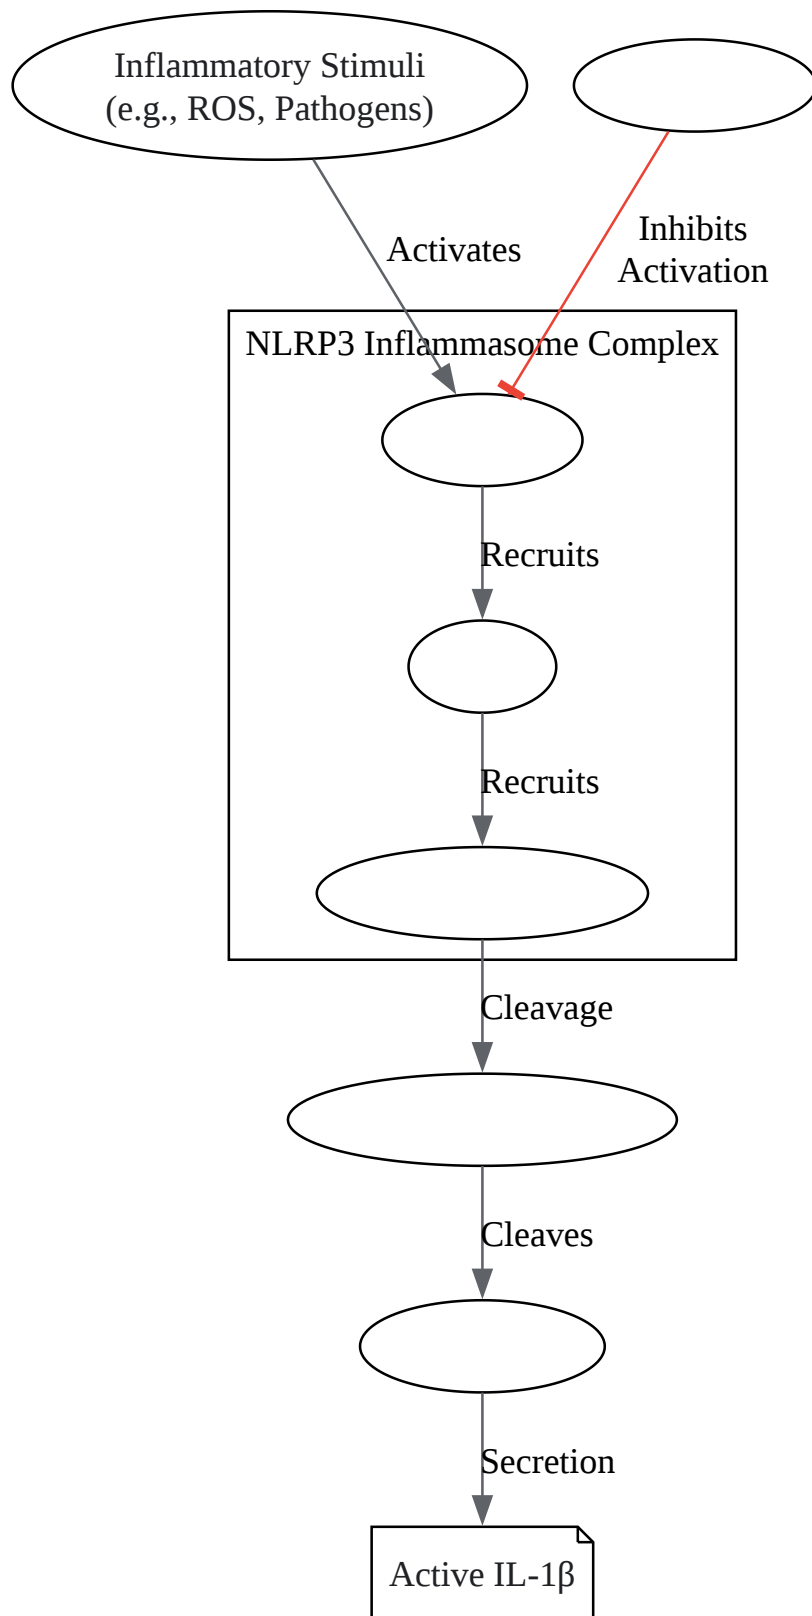 Inflammatory Stimuli
(e.g., ROS, Pathogens)
Activates
Inhibits
Activation
NLRP3 Inflammasome Complex
Recruits
Recruits
Cleavage
Cleaves
Secretion
Active IL-1β